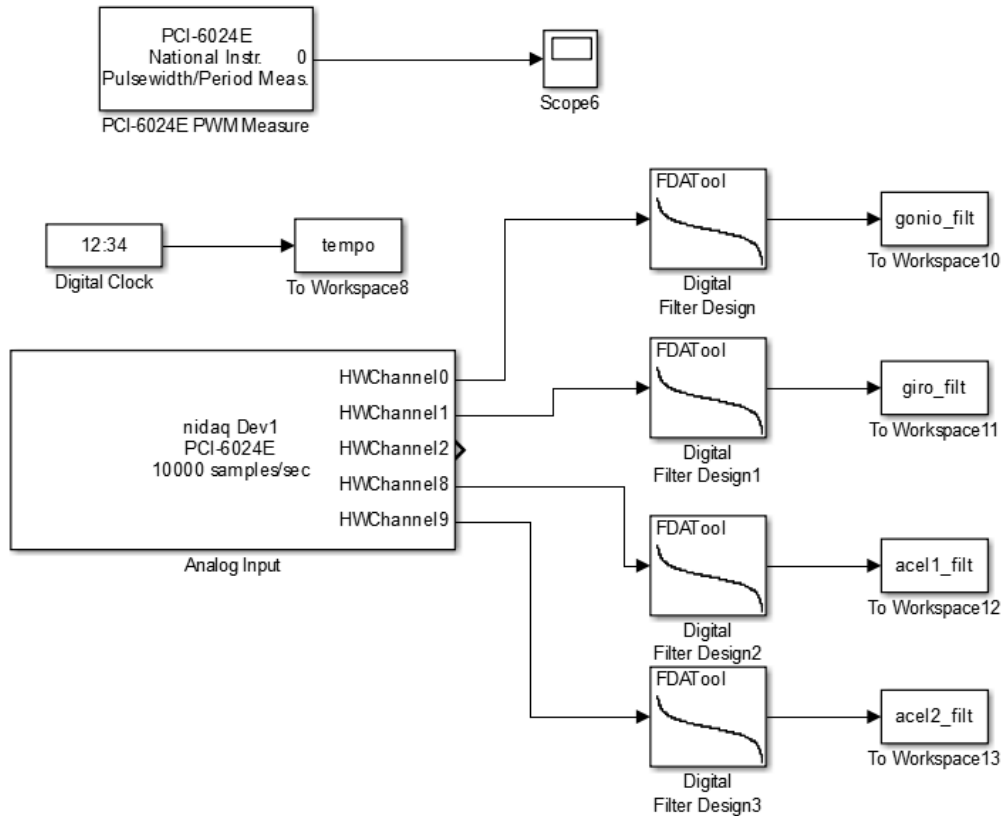 PCI-6024E
National Instr. 0
Pulsewidth/Period Meas.
PCI-6024E PWM Measure
Scope6
12:34
Digital Clock
tempo
To Workspace8
nidaq Dev1
PCI-6024E
10000 samples/sec
HWChannel0
HWChannel1
HWChannel2
HWChannel8
HWChannel9
Analog Input
FDATool
Digital
Filter Design
gonio_filt
To Workspace10
FDATool
Digital
Filter Design1
giro_filt
To Workspace11
FDATool
Digital
Filter Design2
acel1_filt
To Workspace12
FDATool
Digital
Filter Design3
acel2_filt
To Workspace13